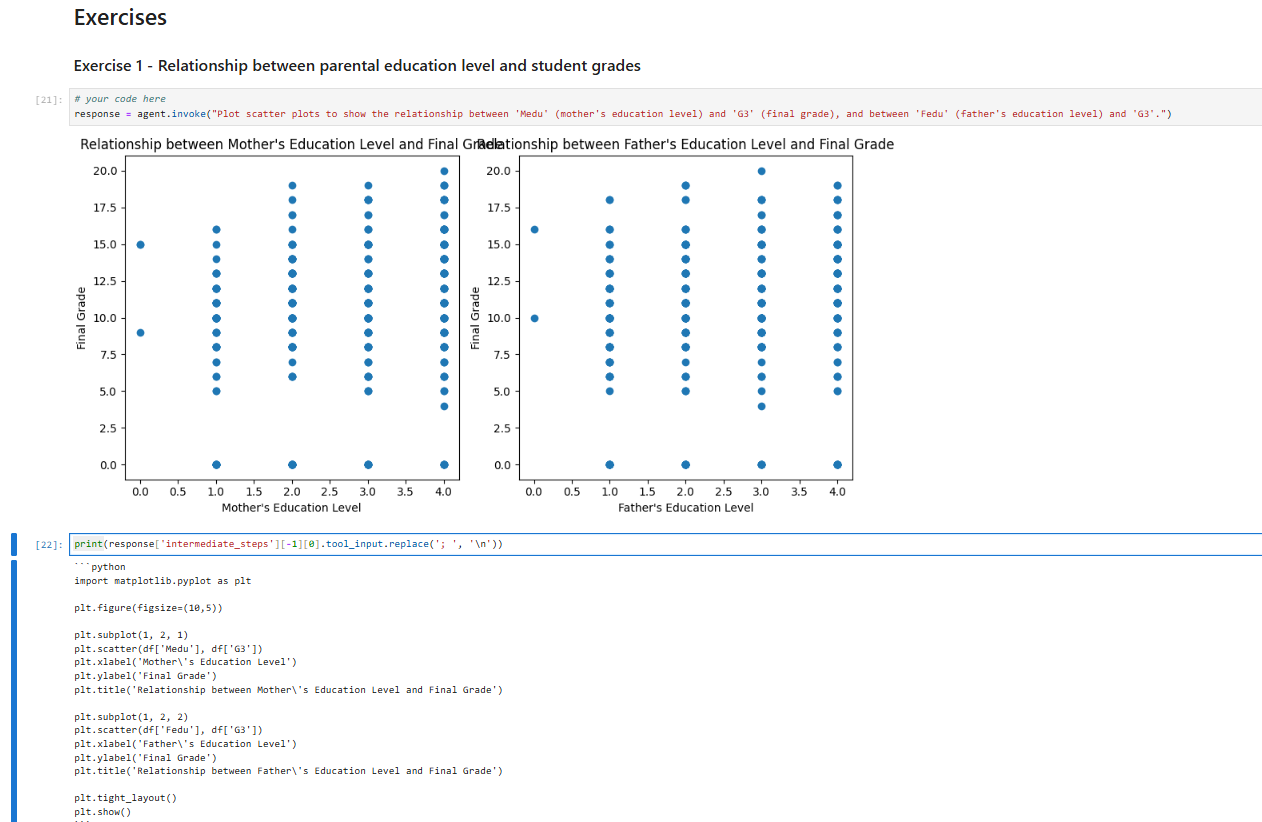 Exercises
Exercise 1 - Relationship between parental education level and student grades
[21]:
# your code here
response = agent.invoke("Plot scatter plots to show the relationship between 'Medu' (mother's education level) and 'G3' (final grade), and between 'Fedu' (father's education level) and 'G3'.")
Relationship between Mother's Education Level and Final Grade
Relationship between Father's Education Level and Final Grade
20.0
17.5
15.0
12.5
10.0
7.5
5.0
2.5
0.0
Final Grade
0.0 0.5 1.0 1.5 2.0 2.5 3.0 3.5 4.0
Mother's Education Level
20.0
17.5
15.0
12.5
10.0
7.5
5.0
2.5
0.0
Final Grade
0.0 0.5 1.0 1.5 2.0 2.5 3.0 3.5 4.0
Father's Education Level
[22]:
print(response['intermediate_steps'][-1][0].tool_input.replace('; ', '\n'))
```python
import matplotlib.pyplot as plt
plt.figure(figsize=(10,5))
plt.subplot(1, 2, 1)
plt.scatter(df['Medu'], df['G3'])
plt.xlabel('Mother\'s Education Level')
plt.ylabel('Final Grade')
plt.title('Relationship between Mother\'s Education Level and Final Grade')
plt.subplot(1, 2, 2)
plt.scatter(df['Fedu'], df['G3'])
plt.xlabel('Father\'s Education Level')
plt.ylabel('Final Grade')
plt.title('Relationship between Father\'s Education Level and Final Grade')
plt.tight_layout()
plt.show()
```